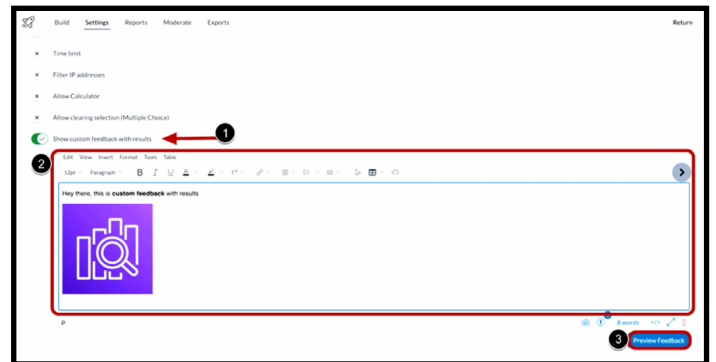 Build Settings Reports Moderate Exports Return
Time limit
Filter IP addresses
Allow Calculator
Allow clearing selection (Multiple Choice)
Show custom feedback with results
1
2
Edit View Insert Format Tools Table
12pt Paragraph B I U A T²
Hey there, this is custom feedback with results
p 8 words </>
3 Preview Feedback